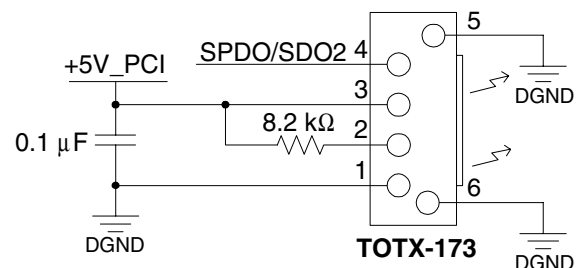 5
SPDO/SDO2 4
+5V_PCI
DGND
3
8.2 kΩ
2
0.1 µF
1
6
DGND
TOTX-173
DGND